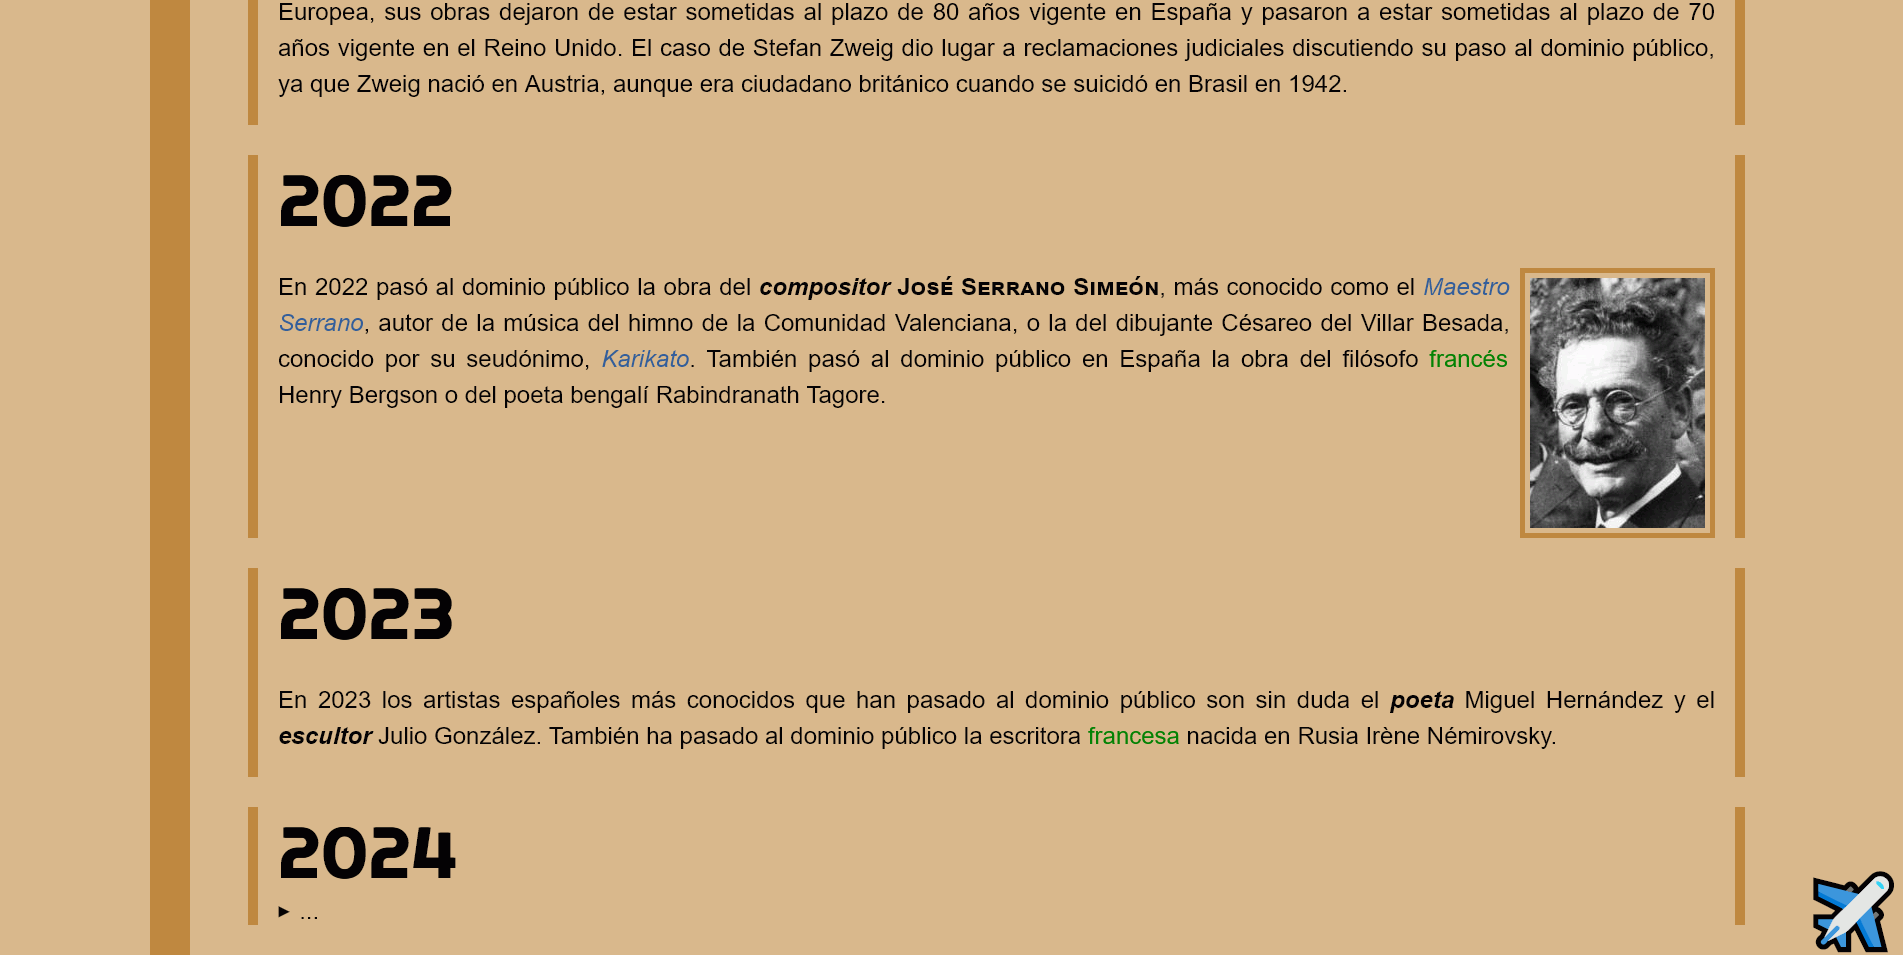 Europea, sus obras dejaron de estar sometidas al plazo de 80 años vigente en España y pasaron a estar sometidas al plazo de 70
años vigente en el Reino Unido. El caso de Stefan Zweig dio lugar a reclamaciones judiciales discutiendo su paso al dominio público,
ya que Zweig nació en Austria, aunque era ciudadano británico cuando se suicidó en Brasil en 1942.
2022
En 2022 pasó al dominio público la obra del compositor José Serrano Simeón, más conocido como el Maestro
Serrano, autor de la música del himno de la Comunidad Valenciana, o la del dibujante Césareo del Villar Besada,
conocido por su seudónimo, Karikato. También pasó al dominio público en España la obra del filósofo francés
Henry Bergson o del poeta bengalí Rabindranath Tagore.
2023
En 2023 los artistas españoles más conocidos que han pasado al dominio público son sin duda el poeta Miguel Hernández y el
escultor Julio González. También ha pasado al dominio público la escritora francesa nacida en Rusia Irène Némirovsky.
2024
▶ ...